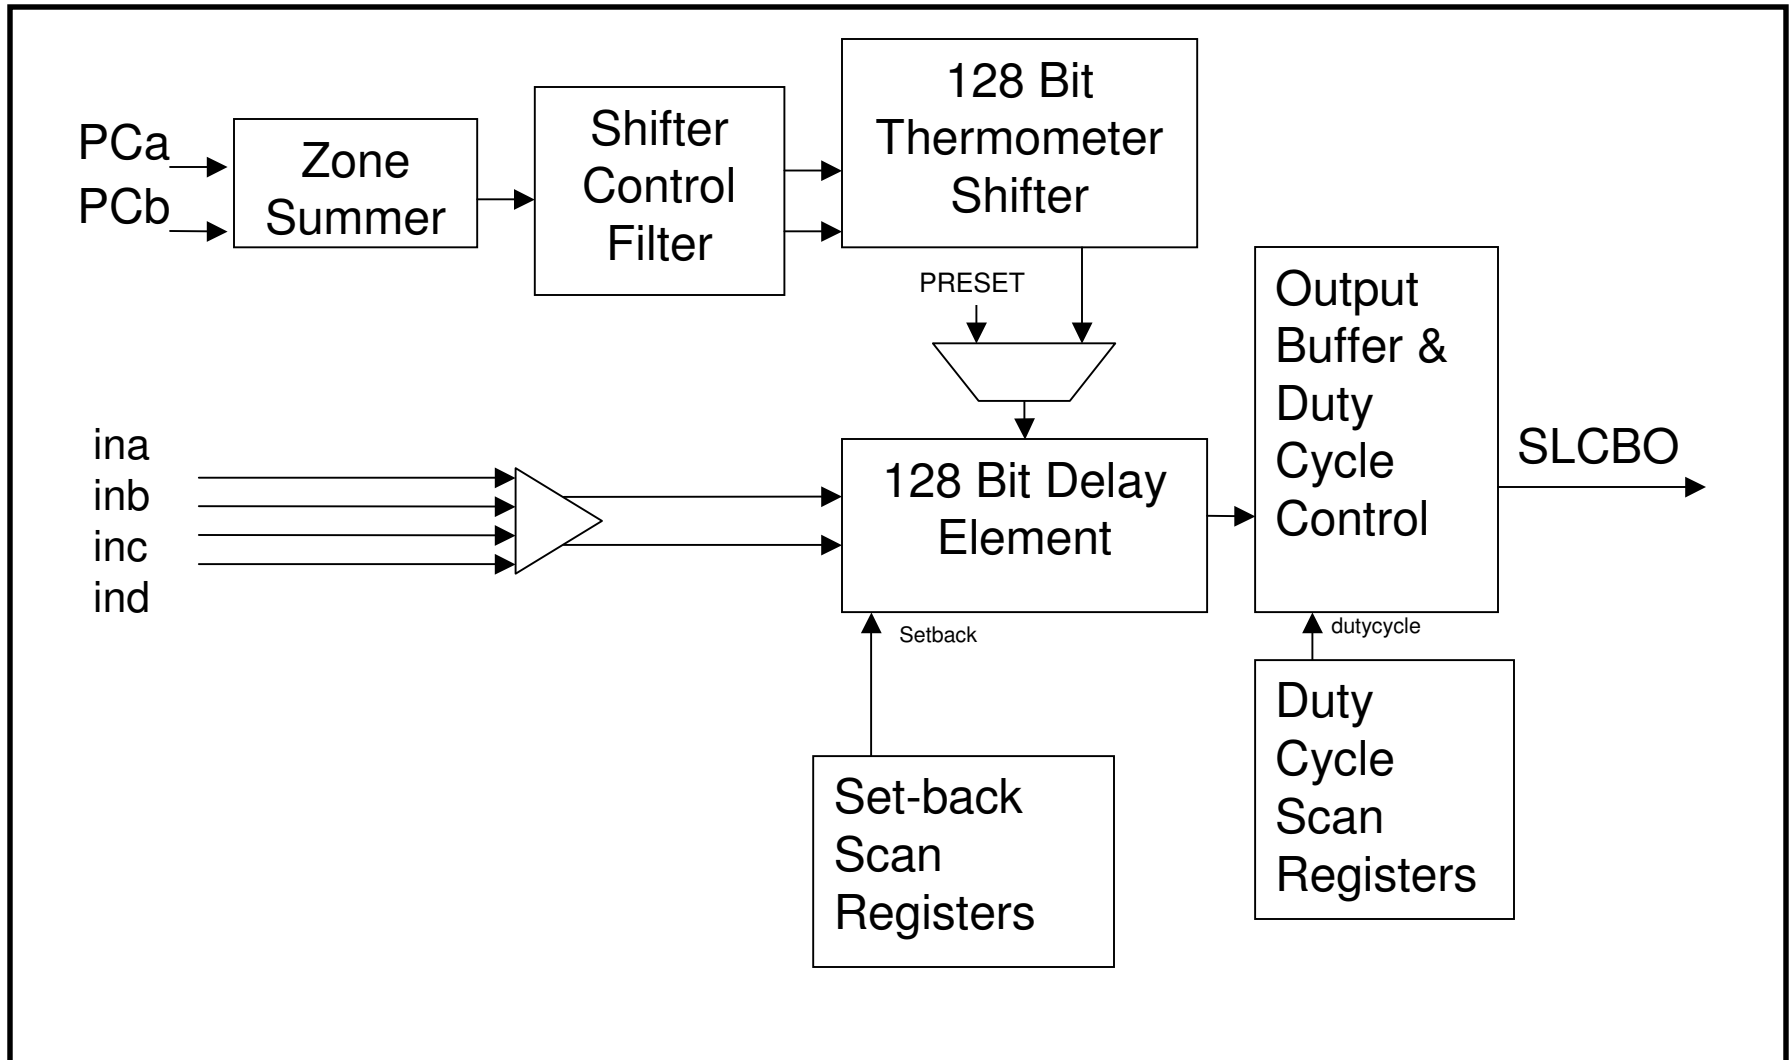 PCa
PCb
Zone
Summer
Shifter
Control
Filter
128 Bit
Thermometer
Shifter
PRESET
Output
Buffer &
Duty
Cycle
Control
SLCBO
ina
inb
inc
ind
128 Bit Delay
Element
Setback
dutycycle
Set-back
Scan
Registers
Duty
Cycle
Scan
Registers